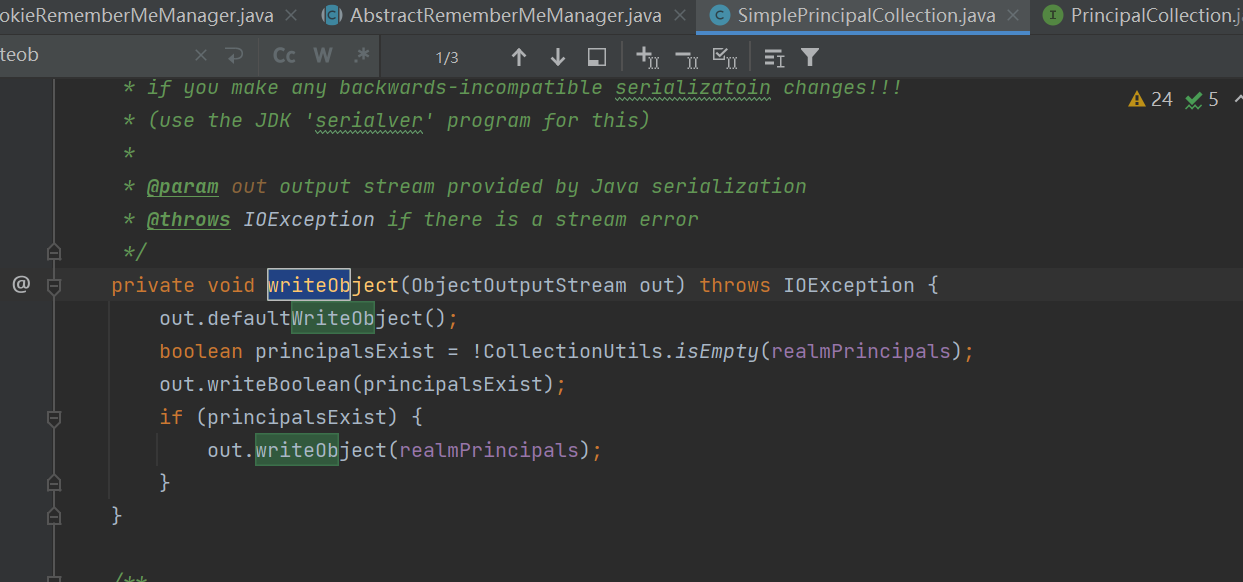 okieRememberMeManager.java AbstractRememberMeManager.java SimplePrincipalCollection.java PrincipalCollection.j
teob Cc W .* 1/3
* if you make any backwards-incompatible serializatoin changes!!!
24 5
* (use the JDK 'serialver' program for this)
*
* @param out output stream provided by Java serialization
* @throws IOException if there is a stream error
*/
@ private void writeObject(ObjectOutputStream out) throws IOException {
out.defaultWriteObject();
boolean principalsExist = !CollectionUtils.isEmpty(realmPrincipals);
out.writeBoolean(principalsExist);
if (principalsExist) {
out.writeObject(realmPrincipals);
}
}
/**